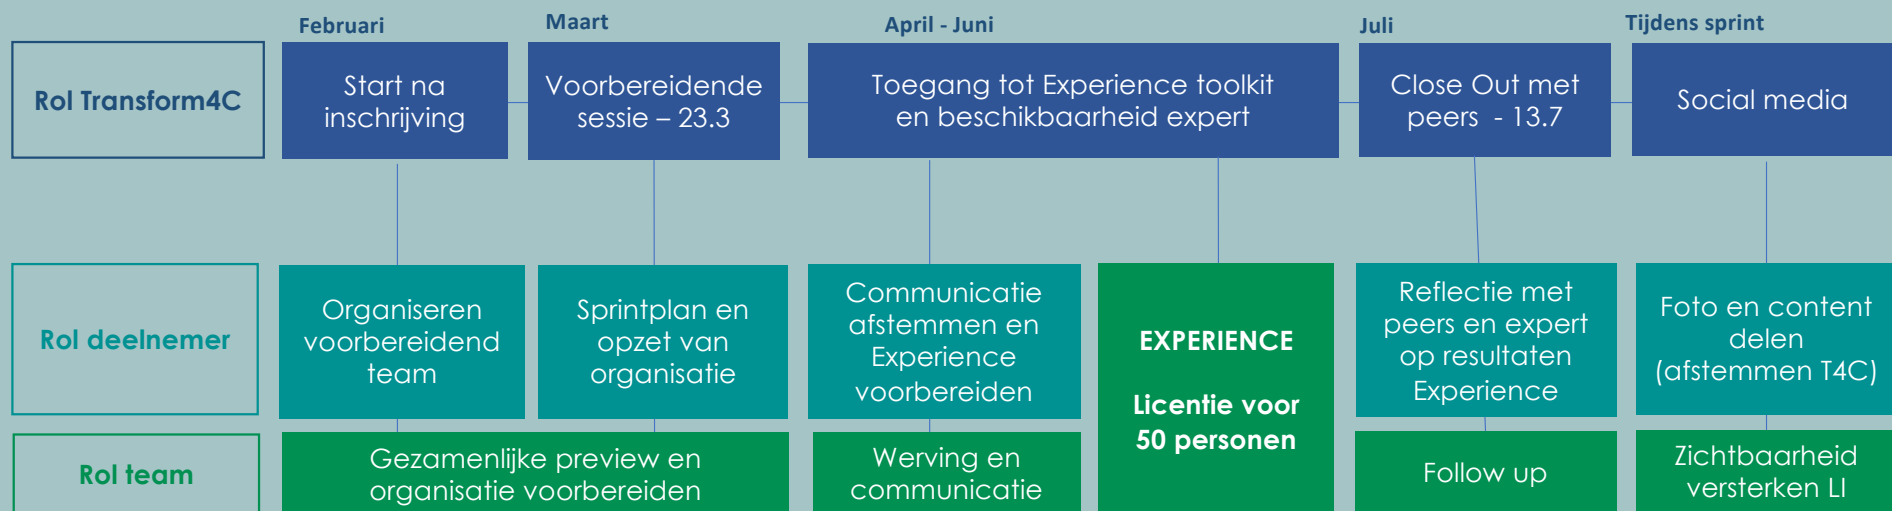 Februari
Maart
April - Juni
Juli
Tijdens sprint
Rol Transform4C
Start na
inschrijving
Voorbereidende
sessie – 23.3
Toegang tot Experience toolkit
en beschikbaarheid expert
Close Out met
peers - 13.7
Social media
Rol deelnemer
Organiseren
voorbereidend
team
Sprintplan en
opzet van
organisatie
Communicatie
afstemmen en
Experience
voorbereiden
EXPERIENCE
Licentie voor
50 personen
Reflectie met
peers en expert
op resultaten
Experience
Foto en content
delen
(afstemmen T4C)
Rol team
Gezamenlijke preview en
organisatie voorbereiden
Werving en
communicatie
Follow up
Zichtbaarheid
versterken LI